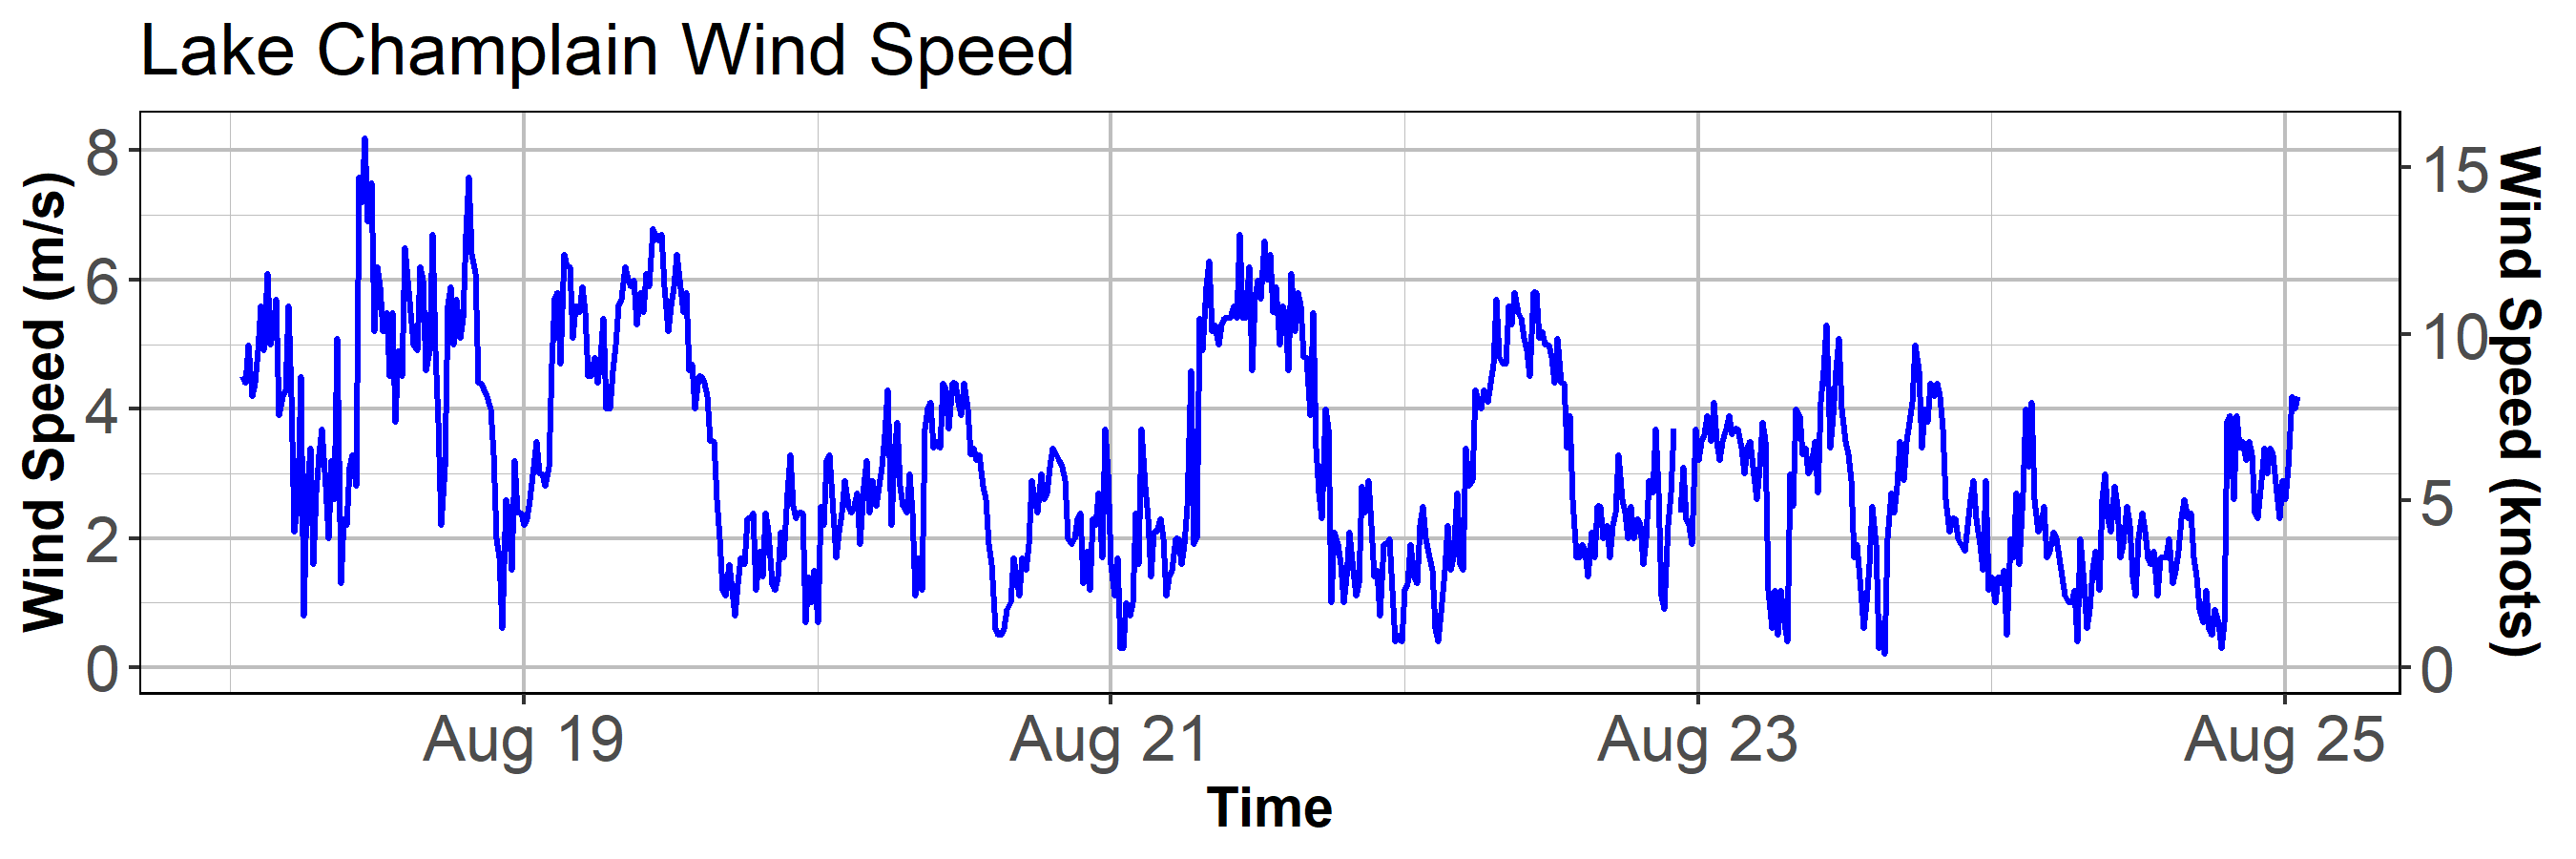 Lake Champlain Wind Speed
Wind Speed (m/s)
8
6
4
2
0
15
10
5
0
Wind Speed (knots)
Aug 19
Aug 21
Aug 23
Aug 25
Time